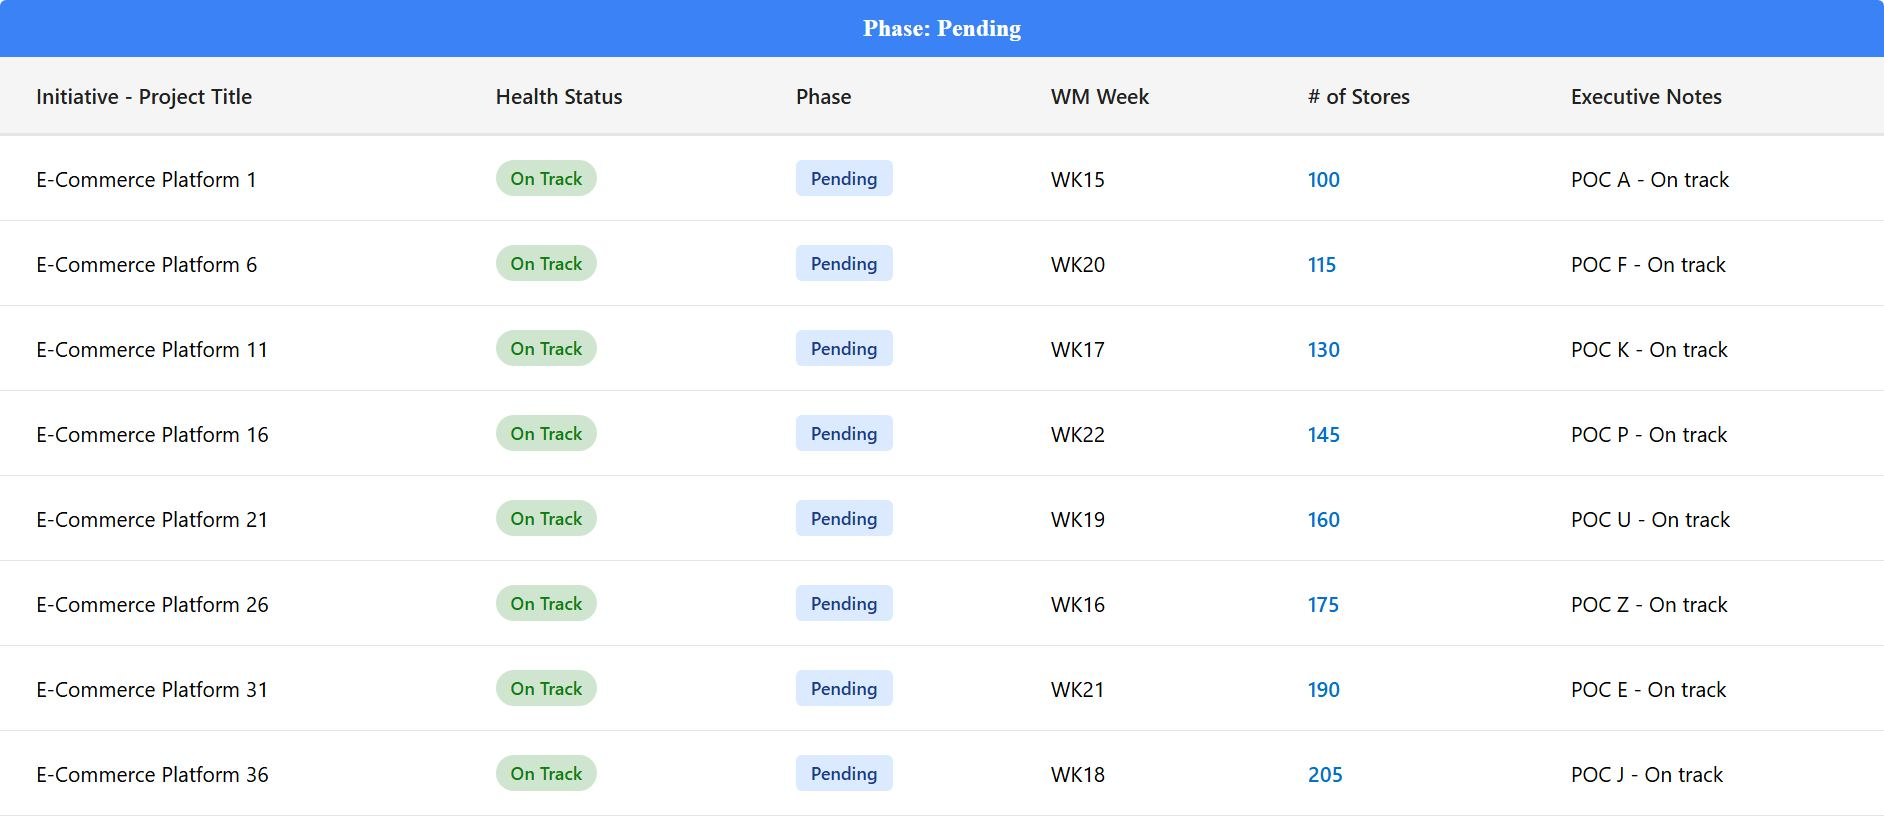 Phase: Pending
Initiative - Project Title Health Status Phase WM Week # of Stores Executive Notes
E-Commerce Platform 1 On Track Pending WK15 100 POC A - On track
E-Commerce Platform 6 On Track Pending WK20 115 POC F - On track
E-Commerce Platform 11 On Track Pending WK17 130 POC K - On track
E-Commerce Platform 16 On Track Pending WK22 145 POC P - On track
E-Commerce Platform 21 On Track Pending WK19 160 POC U - On track
E-Commerce Platform 26 On Track Pending WK16 175 POC Z - On track
E-Commerce Platform 31 On Track Pending WK21 190 POC E - On track
E-Commerce Platform 36 On Track Pending WK18 205 POC J - On track